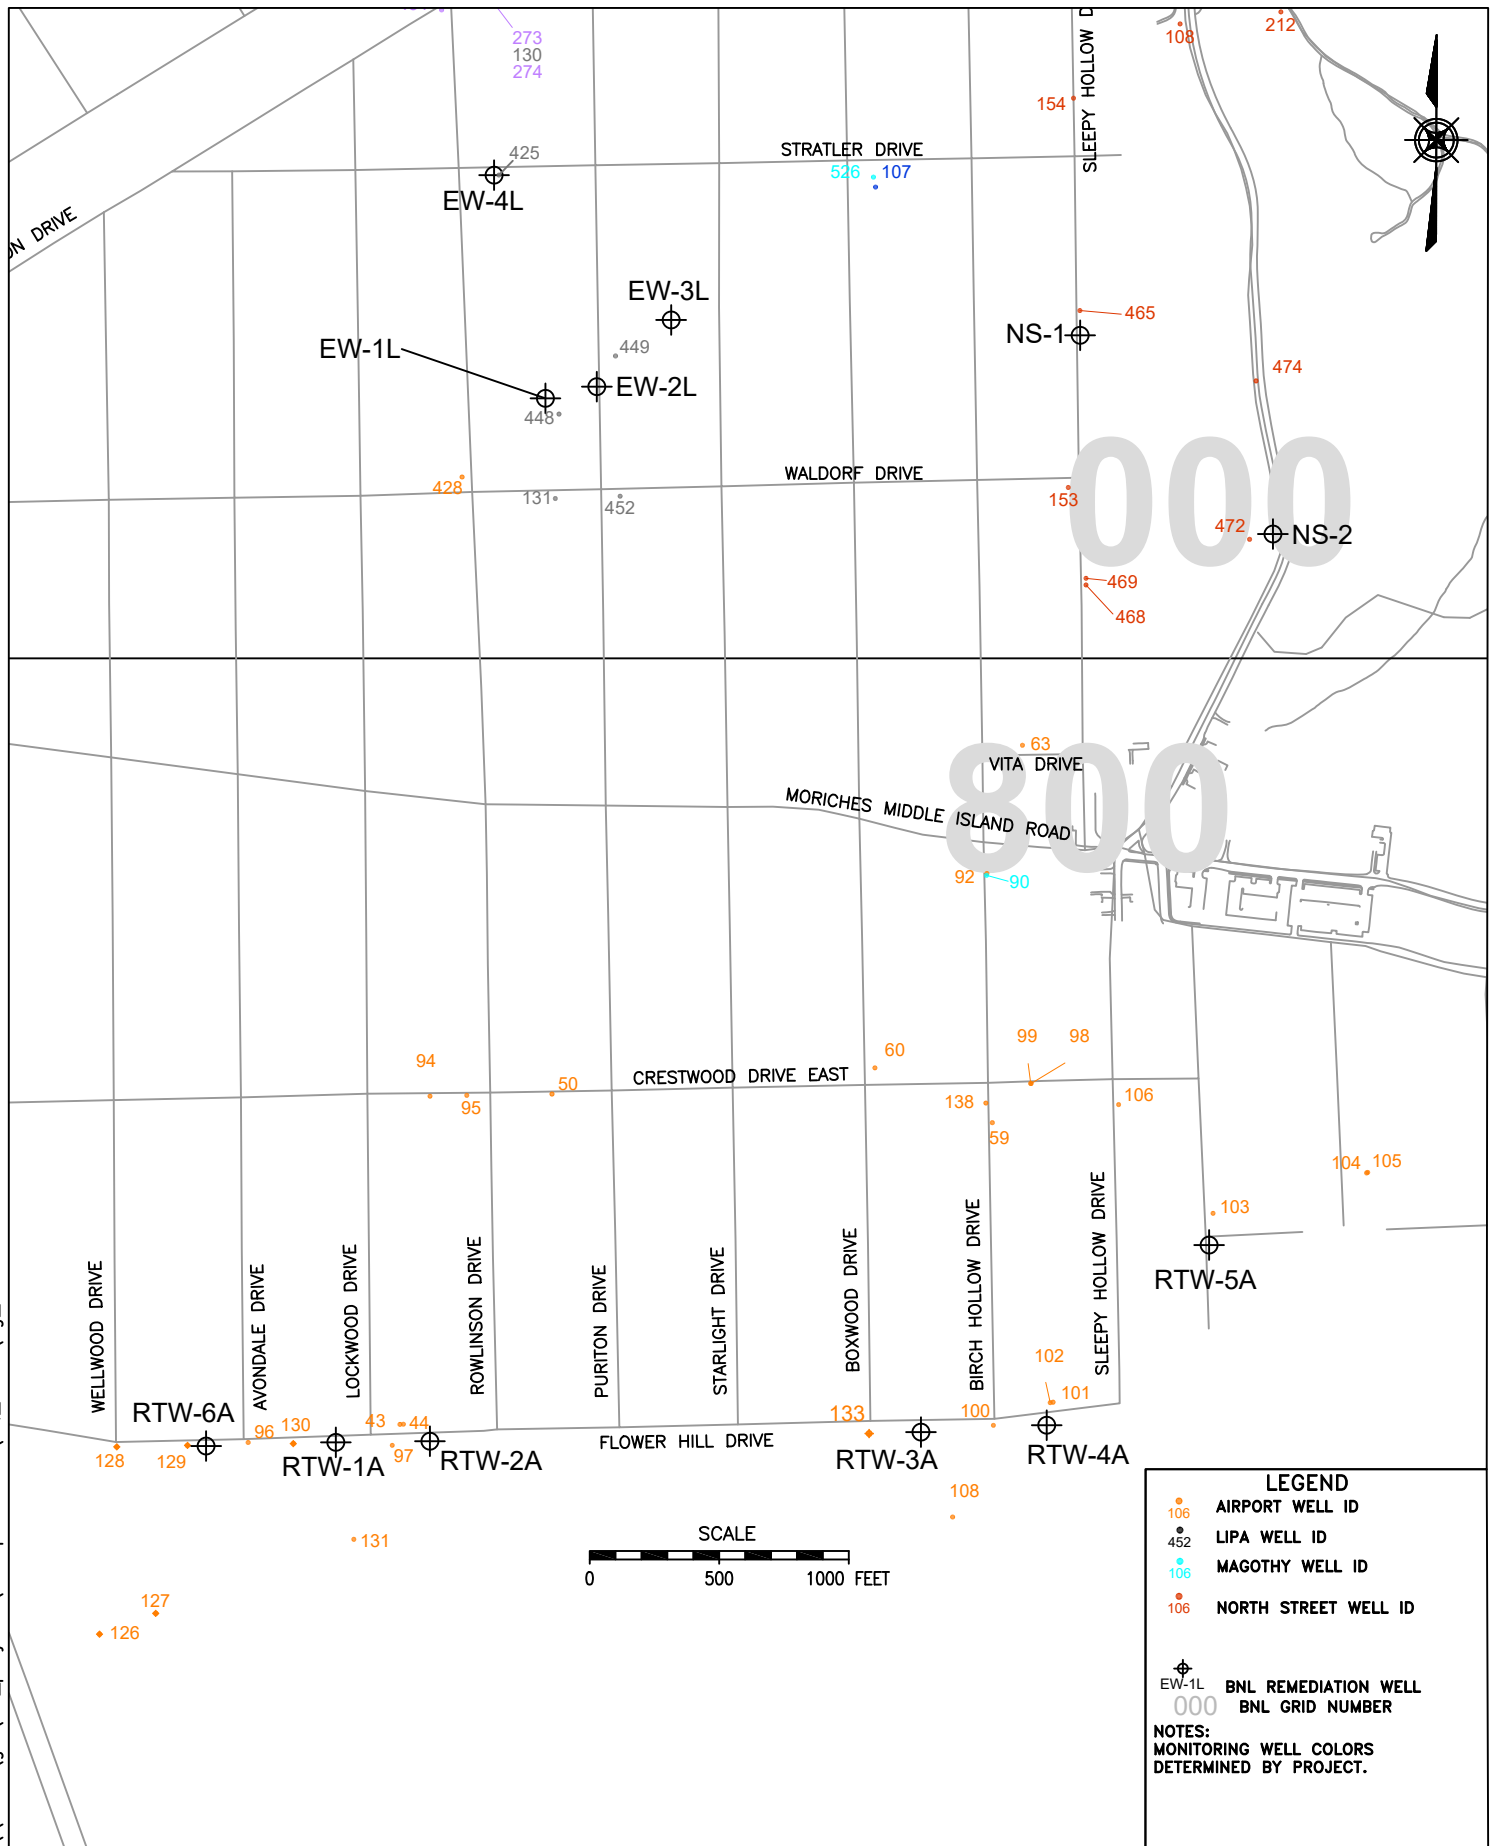 273
130
274
108
212
154
SLEEPY HOLLOW D
STRATLER DRIVE
526
107
425
EW-4L
ON DRIVE
EW-3L
465
NS-1
EW-1L
449
EW-2L
474
448
WALDORF DRIVE
428
131
452
153
000
472
NS-2
469
468
63
VITA DRIVE
800
MORICHES MIDDLE ISLAND ROAD
92
90
99
98
94
60
CRESTWOOD DRIVE EAST
50
95
138
106
59
104
105
103
RTW-5A
WELLWOOD DRIVE
AVONDALE DRIVE
LOCKWOOD DRIVE
ROWLINSON DRIVE
PURITON DRIVE
STARLIGHT DRIVE
BOXWOOD DRIVE
BIRCH HOLLOW DRIVE
SLEEPY HOLLOW DRIVE
102
101
RTW-6A
96
130
43
44
133
100
128
129
RTW-1A
97
RTW-2A
FLOWER HILL DRIVE
RTW-3A
RTW-4A
108
131
127
126
SCALE
0
500
1000 FEET
LEGEND
106
AIRPORT WELL ID
452
LIPA WELL ID
106
MAGOTHY WELL ID
106
NORTH STREET WELL ID
EW-1L
BNL REMEDIATION WELL
000
BNL GRID NUMBER
NOTES:
MONITORING WELL COLORS
DETERMINED BY PROJECT.